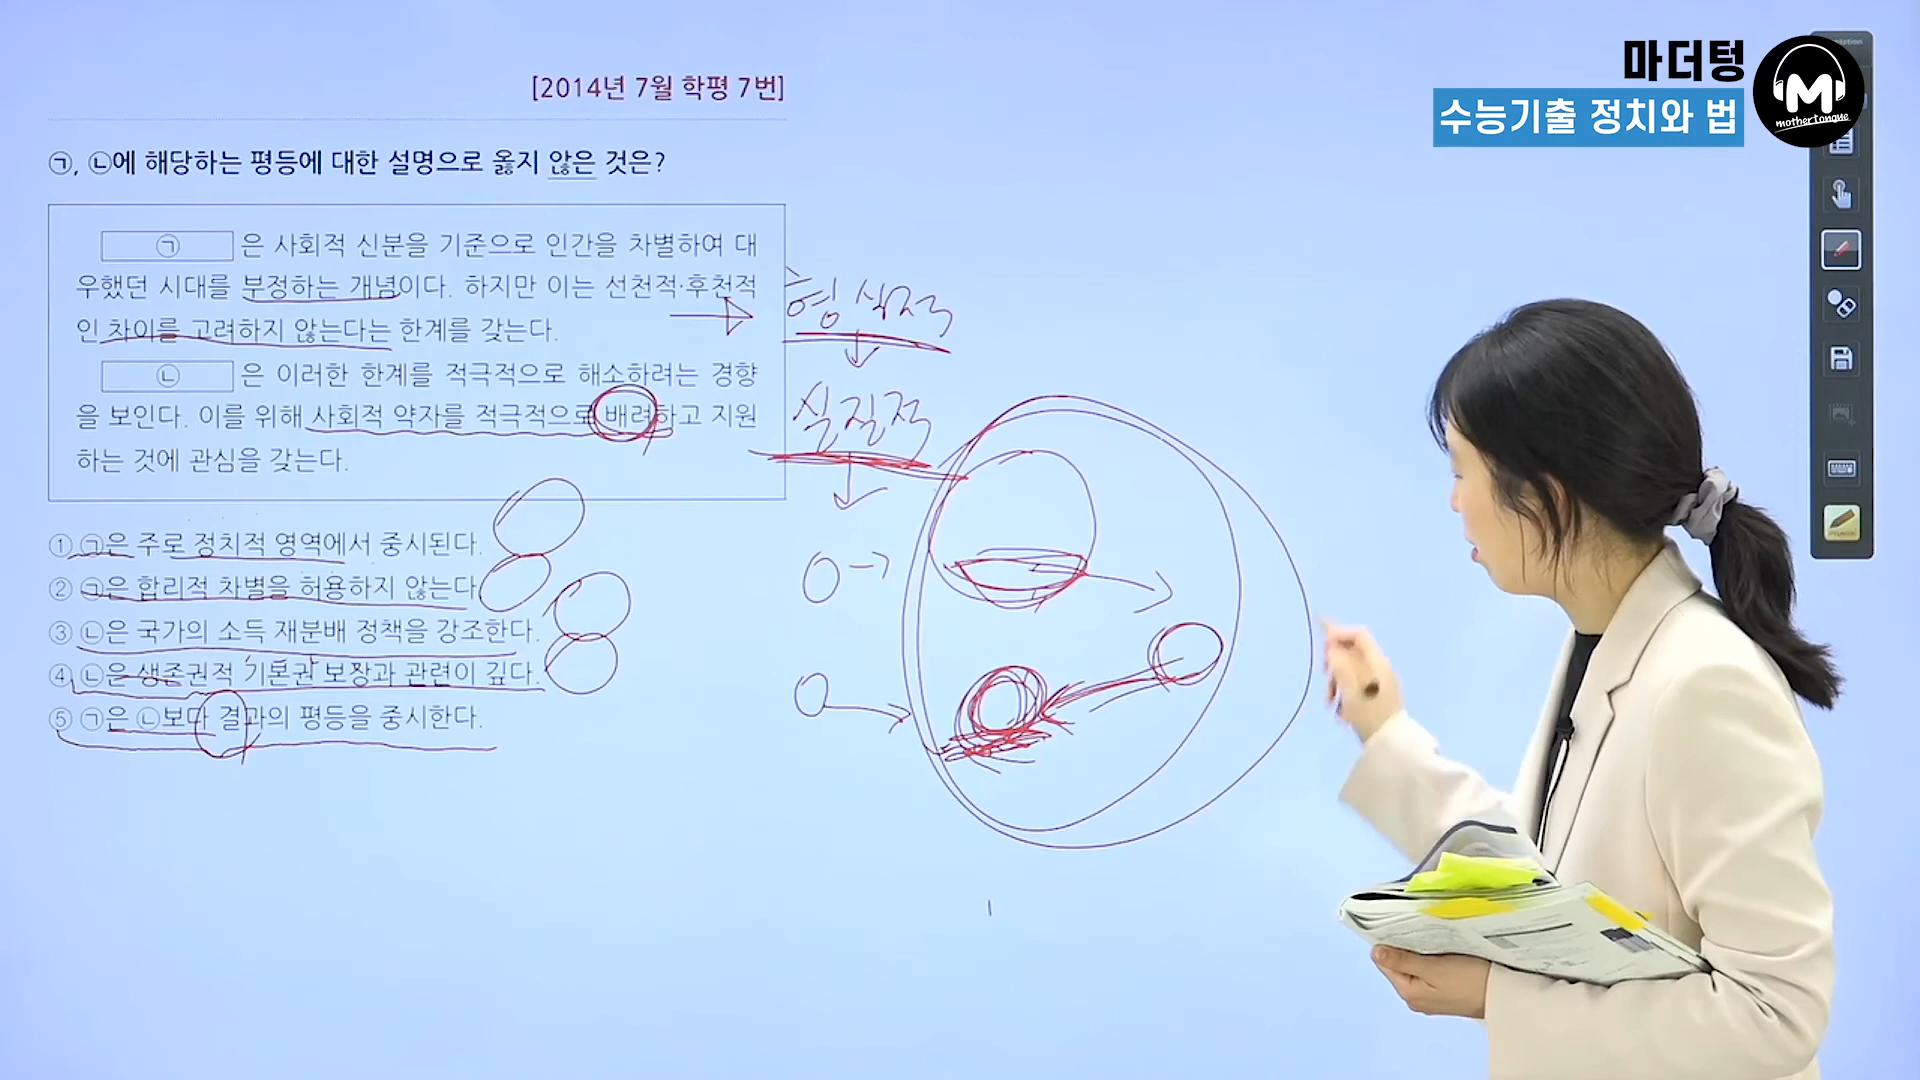 마더텅
수능기출 정치와 법
mothertongue
[2014년 7월 학평 7번]
㉠, ㉡에 해당하는 평등에 대한 설명으로 옳지 않은 것은?
㉠은 사회적 신분을 기준으로 인간을 차별하여 대
우했던 시대를 부정하는 개념이다. 하지만 이는 선천적·후천적
인 차이를 고려하지 않는다는 한계를 갖는다.
㉡은 이러한 한계를 적극적으로 해소하려는 경향
을 보인다. 이를 위해 사회적 약자를 적극적으로 배려하고 지원
하는 것에 관심을 갖는다.
형식적
실질적
① ㉠은 주로 정치적 영역에서 중시된다.
② ㉠은 합리적 차별을 허용하지 않는다.
③ ㉡은 국가의 소득 재분배 정책을 강조한다.
④ ㉡은 생존권적 기본권 보장과 관련이 깊다.
⑤ ㉠은 ㉡보다 결과의 평등을 중시한다.